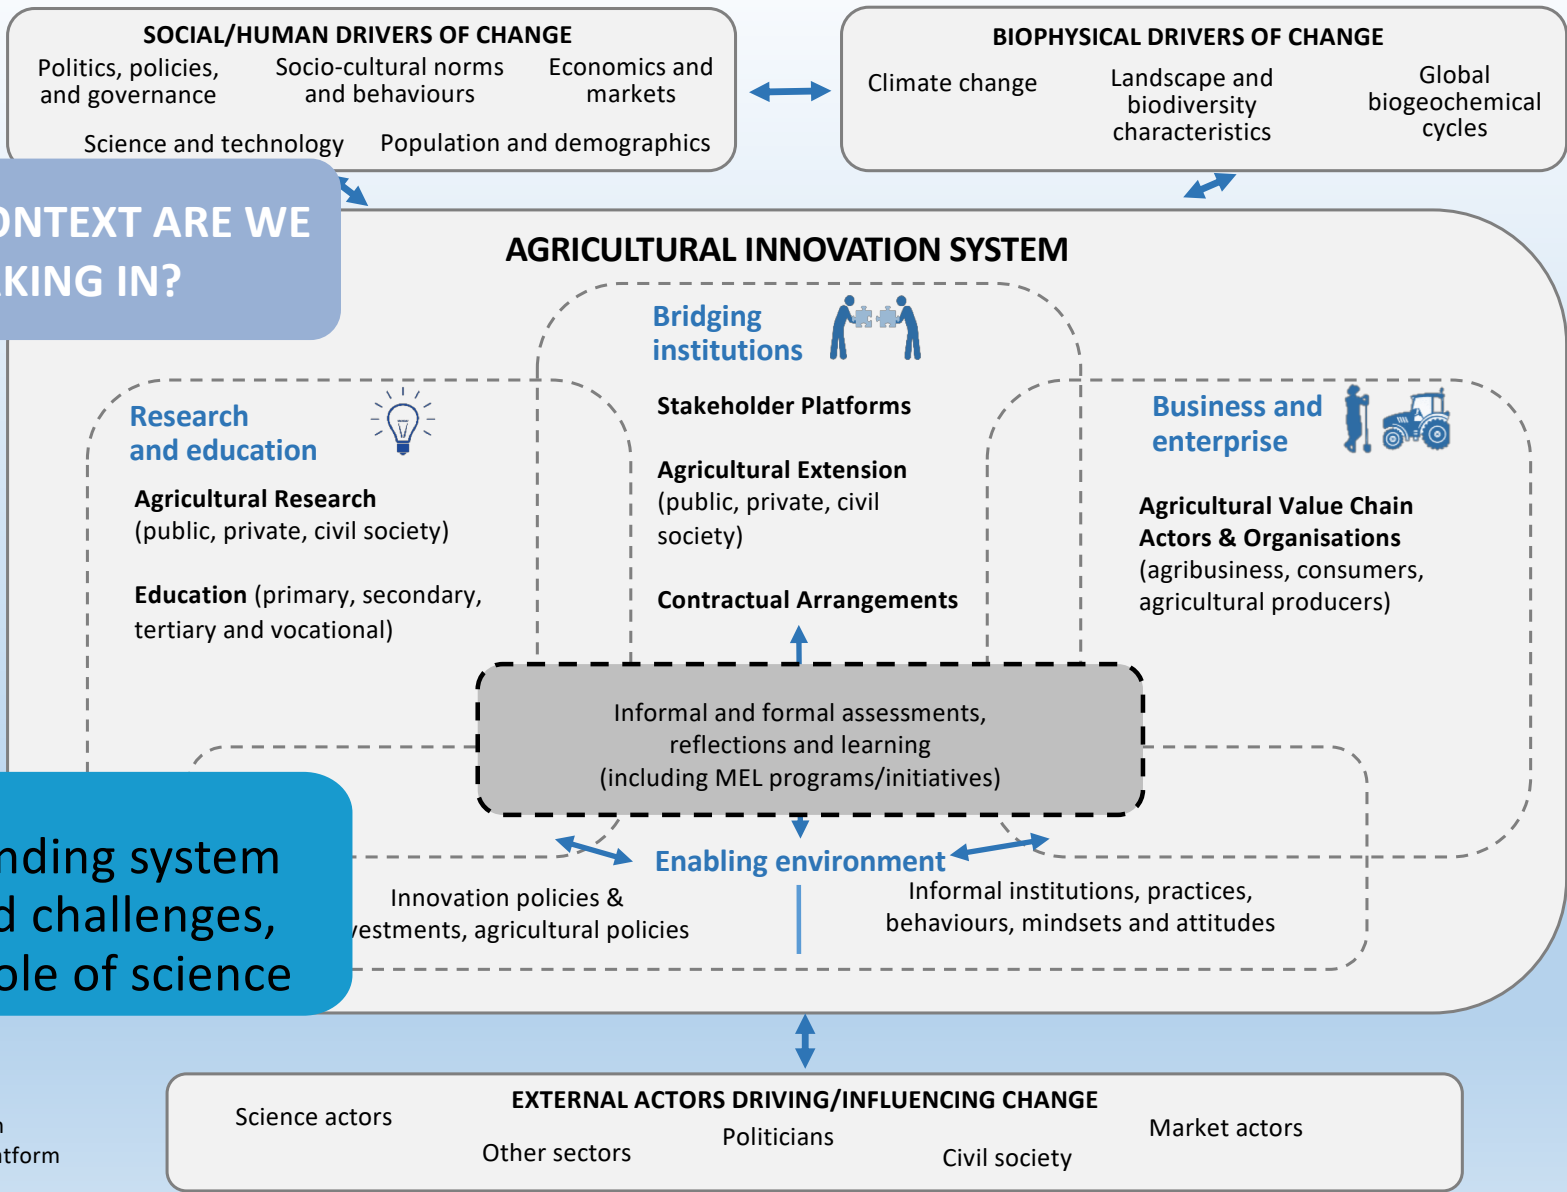 SOCIAL/HUMAN DRIVERS OF CHANGE
Politics, policies,
and governance
Socio-cultural norms
and behaviours
Economics and
markets
Science and technology
Population and demographics
BIOPHYSICAL DRIVERS OF CHANGE
Climate change
Landscape and
biodiversity
characteristics
Global
biogeochemical
cycles
ONTEXT ARE WE
KING IN?
AGRICULTURAL INNOVATION SYSTEM
Research
and education
Agricultural Research
(public, private, civil society)
Education (primary, secondary,
tertiary and vocational)
Bridging
institutions
Stakeholder Platforms
Agricultural Extension
(public, private, civil
society)
Contractual Arrangements
Business and
enterprise
Agricultural Value Chain
Actors & Organisations
(agribusiness, consumers,
agricultural producers)
Informal and formal assessments,
reflections and learning
(including MEL programs/initiatives)
nding system
d challenges,
ole of science
Enabling environment
Innovation policies &
vestments, agricultural policies
Informal institutions, practices,
behaviours, mindsets and attitudes
EXTERNAL ACTORS DRIVING/INFLUENCING CHANGE
Science actors
Other sectors
Politicians
Civil society
Market actors
n
atform